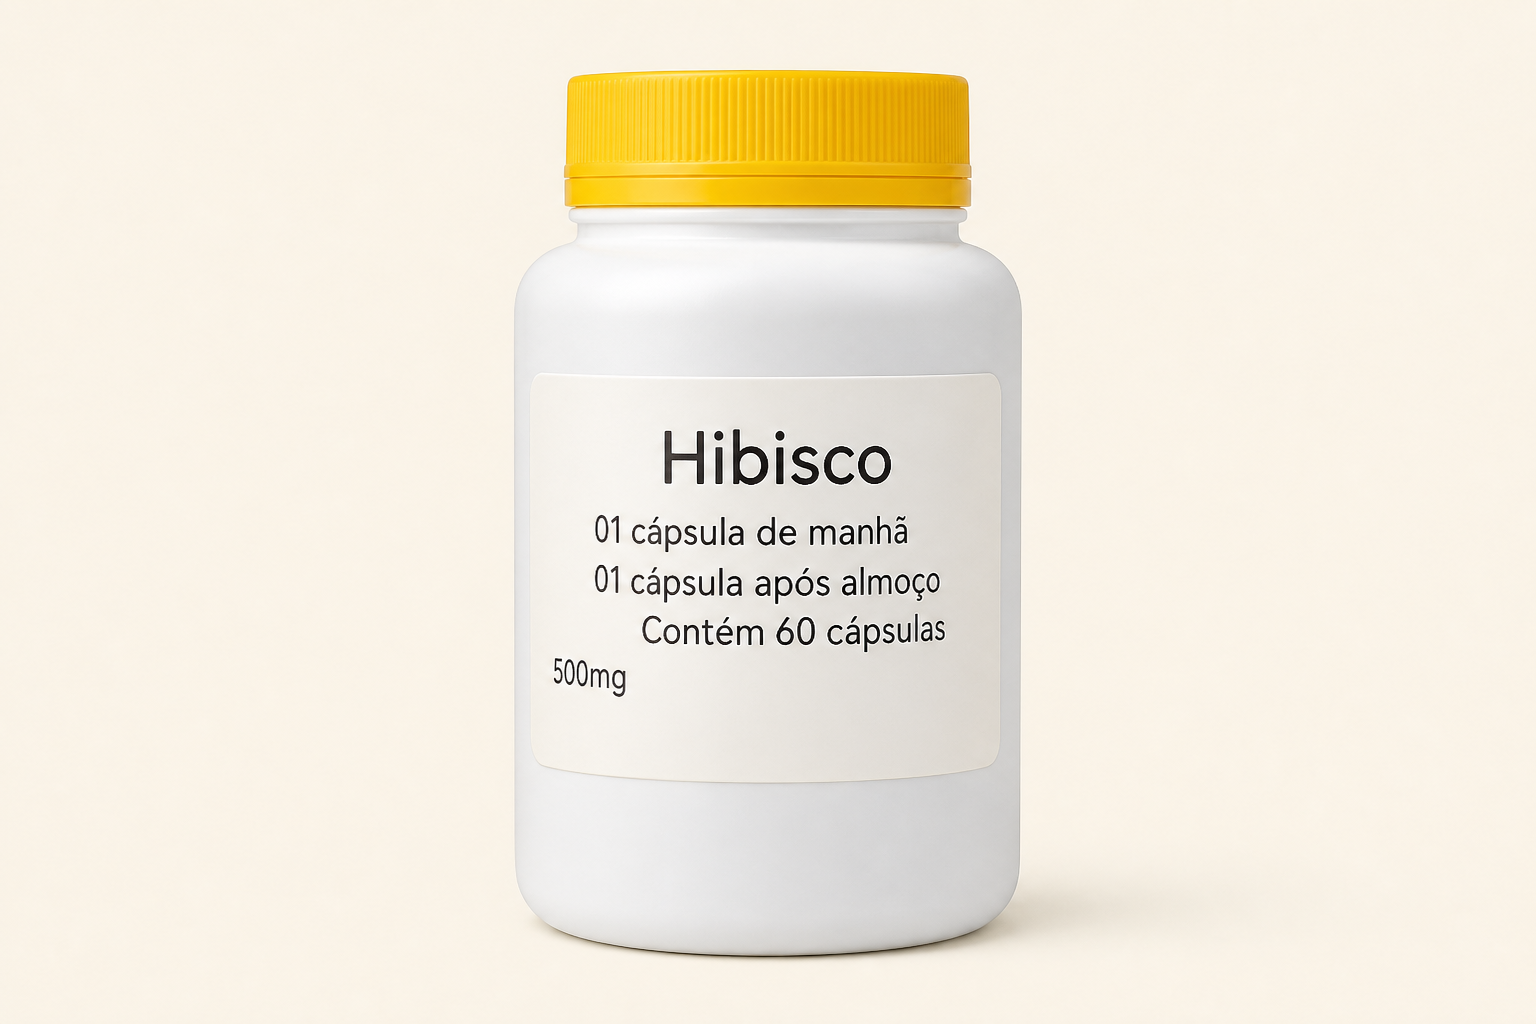 Hibisco
01 cápsula de manhã
01 cápsula após almoço
Contém 60 cápsulas
500mg